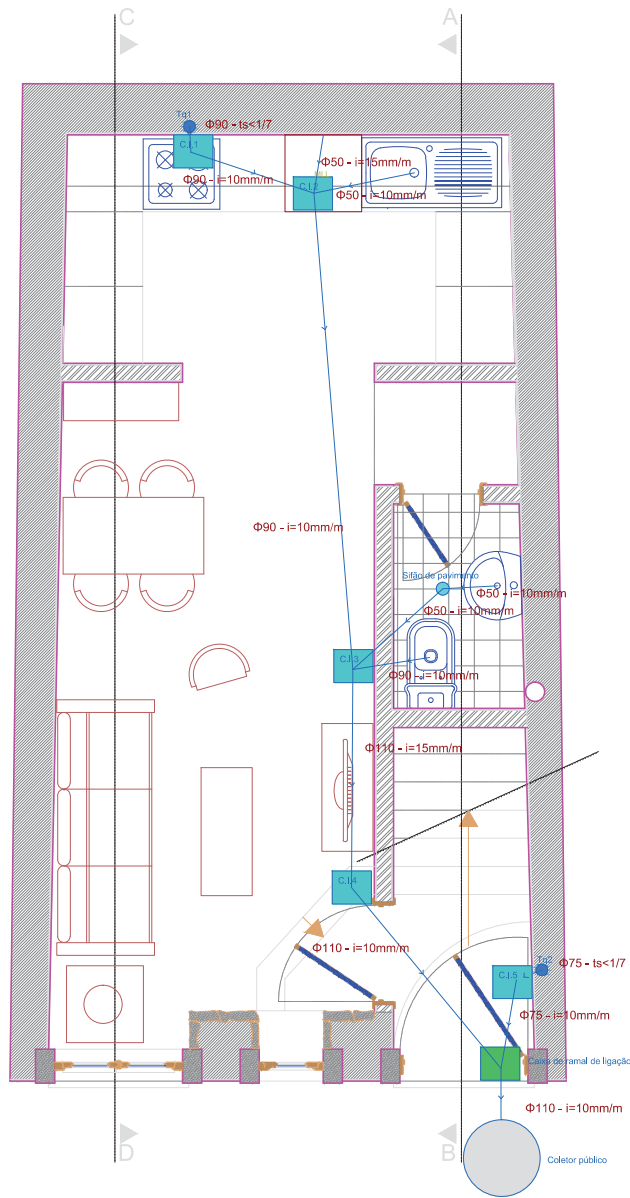 C
A
Tq1
Φ90 - ts<1/7
C.I.1
Φ50 - i=15mm/m
Φ90 - i=10mm/m
C.I.2
Φ50 - i=10mm/m
Φ90 - i=10mm/m
Sifão de pavimento
Φ50 - i=10mm/m
Φ50 - i=10mm/m
C.I.3
Φ90 - i=10mm/m
Φ110 - i=15mm/m
C.I.4
Φ110 - i=10mm/m
Tq2
Φ75 - ts<1/7
C.I.5
Φ75 - i=10mm/m
Caixa de ramal de ligação
Φ110 - i=10mm/m
D
B
Coletor público